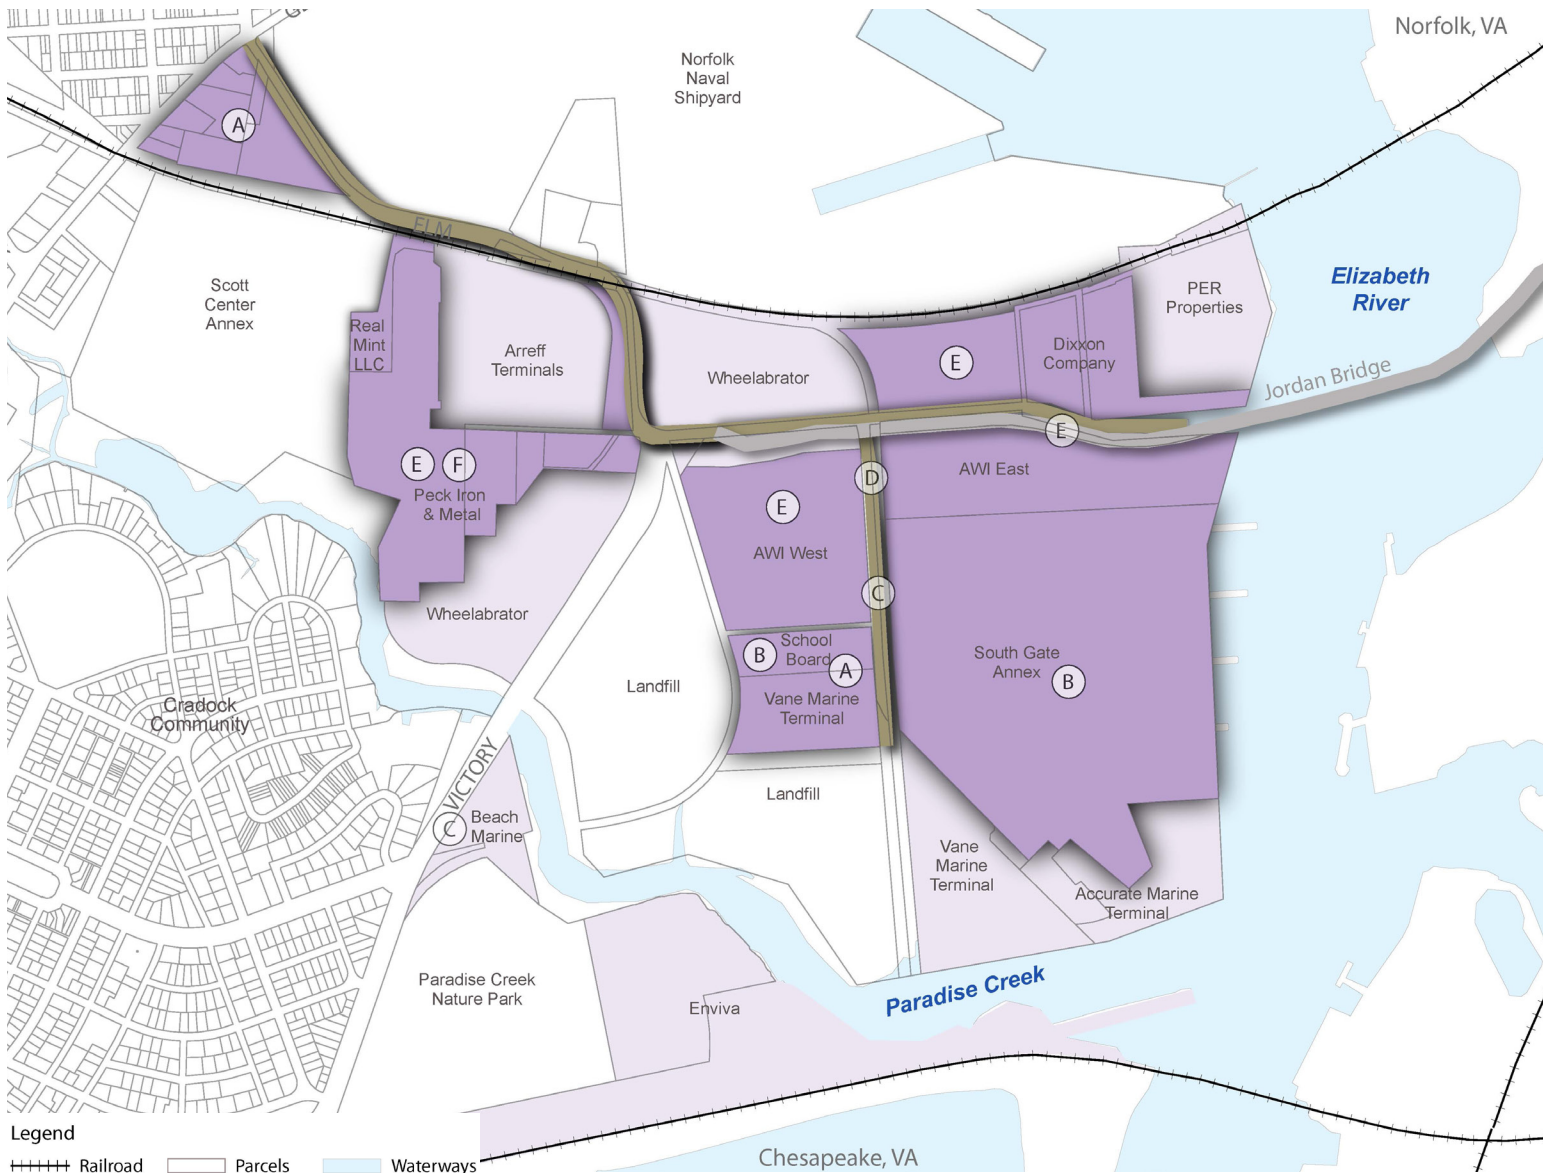 Norfolk, VA
Norfolk
Naval
Shipyard
A
ELM
Scott
Center
Annex
Elizabeth
River
PER
Properties
Real
Mint
LLC
Arreff
Terminals
Wheelabrator
E
Dixxon
Company
Jordan Bridge
E
E
F
Peck Iron
& Metal
D
AWI East
E
AWI West
C
Wheelabrator
B
School
Board
A
South Gate
Annex
B
Landfill
Vane Marine
Terminal
Cradock
Community
VICTORY
Landfill
C
Beach
Marine
Vane
Marine
Terminal
Accurate Marine
Terminal
Paradise Creek
Nature Park
Enviva
Paradise Creek
Legend
Railroad
Parcels
Waterways
Chesapeake, VA